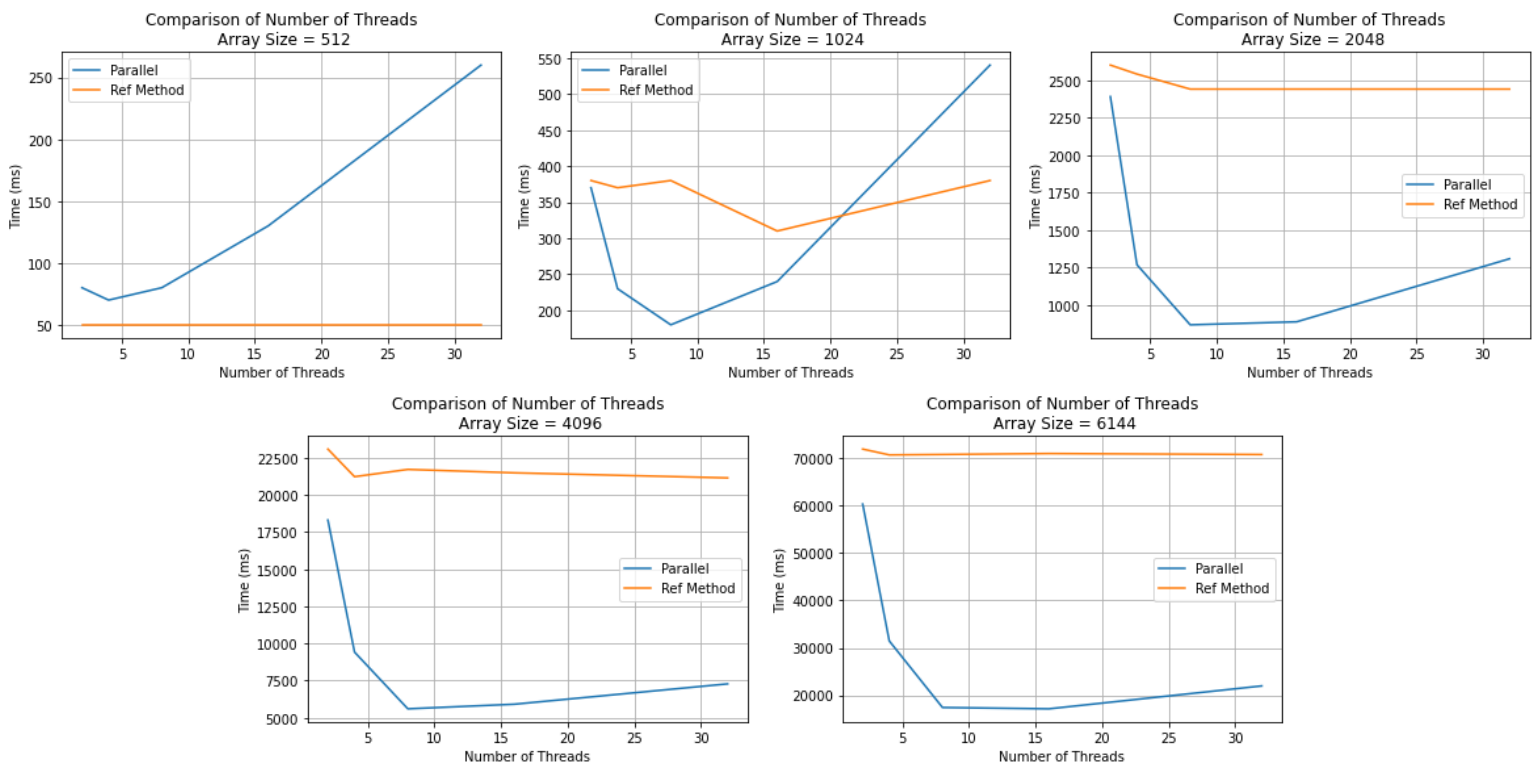 Comparison of Number of Threads
Array Size = 512
250
200
150
100
50
Time (ms)
Parallel
Ref Method
5 10 15 20 25 30
Number of Threads
Comparison of Number of Threads
Array Size = 1024
550
500
450
400
350
300
250
200
Time (ms)
Parallel
Ref Method
5 10 15 20 25 30
Number of Threads
Comparison of Number of Threads
Array Size = 2048
2500
2250
2000
1750
1500
1250
1000
Time (ms)
Parallel
Ref Method
5 10 15 20 25 30
Number of Threads
Comparison of Number of Threads
Array Size = 4096
22500
20000
17500
15000
12500
10000
7500
5000
Time (ms)
Parallel
Ref Method
5 10 15 20 25 30
Number of Threads
Comparison of Number of Threads
Array Size = 6144
70000
60000
50000
40000
30000
20000
Time (ms)
Parallel
Ref Method
5 10 15 20 25 30
Number of Threads